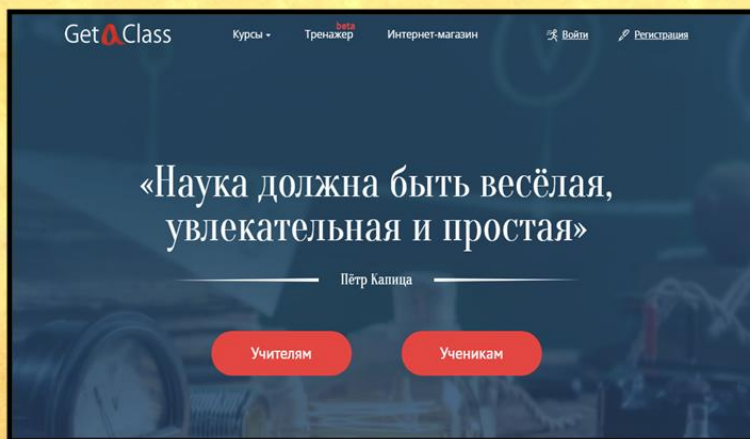 GetAClass
Курсы
beta
Тренажер
Интернет-магазин
Войти
Регистрация
«Наука должна быть весёлая,
увлекательная и простая»
Пётр Капица
Учителям
Ученикам